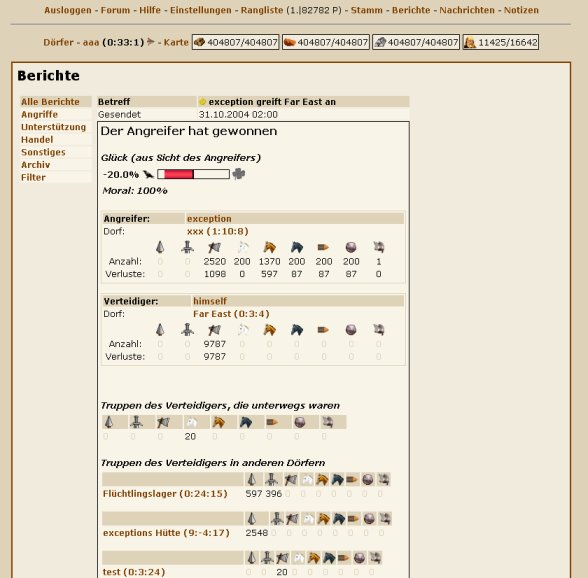 Ausloggen - Forum - Hilfe - Einstellungen - Rangliste (1.|82782 P) - Stamm - Berichte - Nachrichten - Notizen
Dörfer - aaa (0:33:1) - Karte 404807/404807 404807/404807 404807/404807 11425/16642
Berichte
Alle Berichte
Angriffe
Unterstützung
Handel
Sonstiges
Archiv
Filter
Betreff exception greift Far East an
Gesendet 31.10.2004 02:00
Der Angreifer hat gewonnen
Glück (aus Sicht des Angreifers)
-20.0%
Moral: 100%
Angreifer: exception
Dorf: xxx (1:10:8)
Anzahl: 0 0 2520 200 1370 200 200 200 1
Verluste: 0 0 1098 0 597 87 87 87 0
Verteidiger: himself
Dorf: Far East (0:3:4)
Anzahl: 0 0 9787 0 0 0 0 0 0
Verluste: 0 0 9787 0 0 0 0 0 0
Truppen des Verteidigers, die unterwegs waren
0 0 0 20 0 0 0 0 0
Truppen des Verteidigers in anderen Dörfern
Flüchtlingslager (0:24:15) 597 396 0 0 0 0 0 0 0
exceptions Hütte (9:-4:17) 2548 0 0 0 0 0 0 0 0
test (0:3:24) 0 0 20 0 0 0 0 0 0